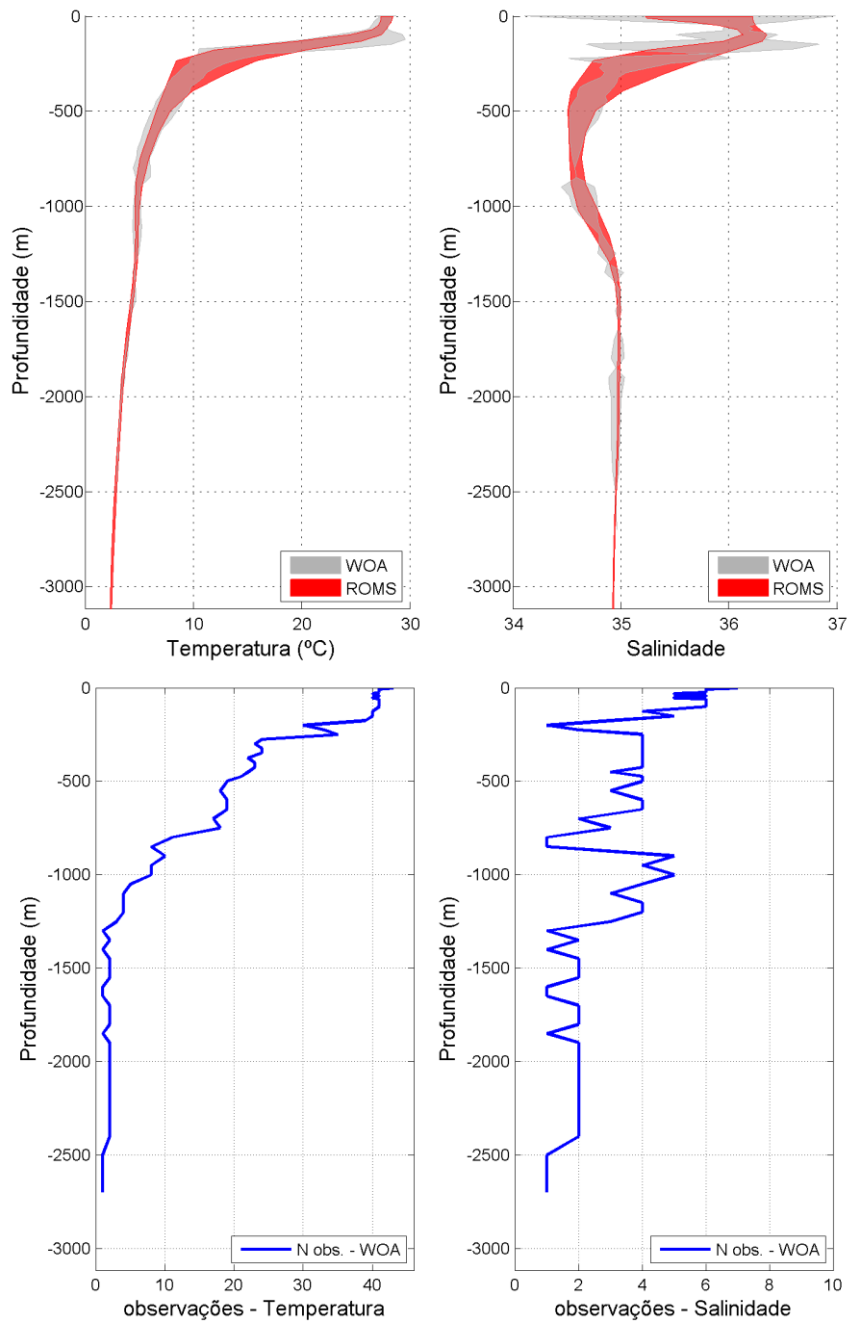 0
-500
-1000
-1500
-2000
-2500
-3000
Profundidade (m)
WOA
ROMS
0 10 20 30
Temperatura (ºC)
0
-500
-1000
-1500
-2000
-2500
-3000
Profundidade (m)
WOA
ROMS
34 35 36 37
Salinidade
0
-500
-1000
-1500
-2000
-2500
-3000
Profundidade (m)
N obs. - WOA
0 10 20 30 40
observações - Temperatura
0
-500
-1000
-1500
-2000
-2500
-3000
Profundidade (m)
N obs. - WOA
0 2 4 6 8 10
observações - Salinidade